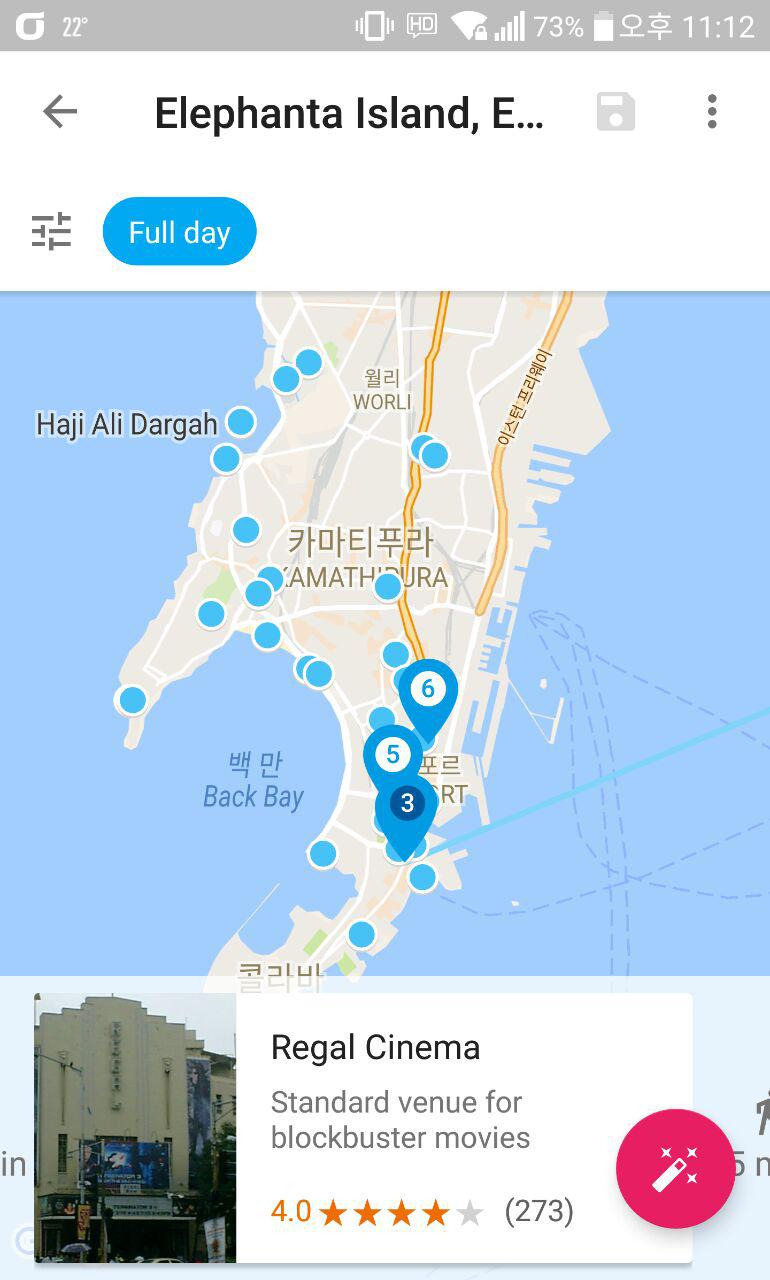 22°
HD
73%
오후 11:12
Elephanta Island, E...
Full day
월리
WORLI
이스턴 프리웨이
Haji Ali Dargah
카마티푸라
KAMATHIPURA
6
백 만
Back Bay
5
포르
RT
3
콜라바
Regal Cinema
Standard venue for
blockbuster movies
in
5 m
4.0
(273)